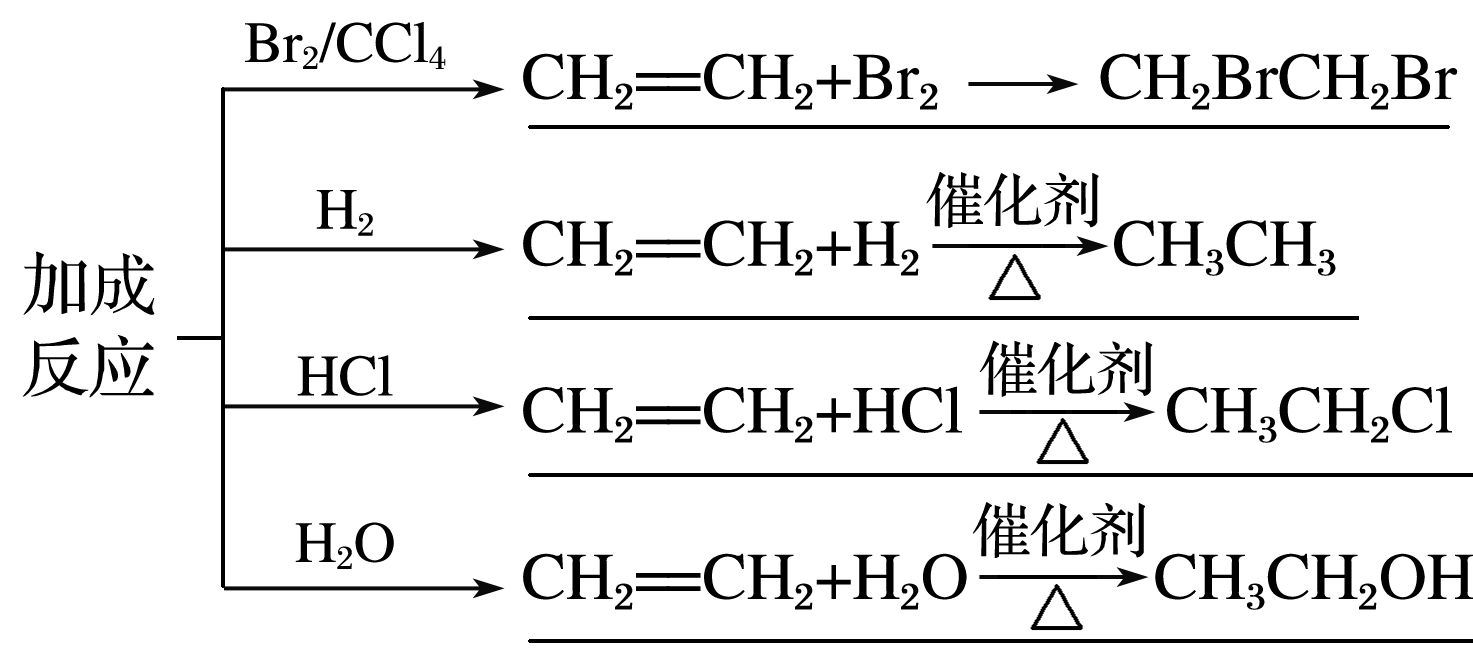 Br₂/CCl₄
CH₂=CH₂+Br₂ → CH₂BrCH₂Br
H₂
催化剂
CH₂=CH₂+H₂ → CH₃CH₃
△
加成
反应
HCl
催化剂
CH₂=CH₂+HCl → CH₃CH₂Cl
△
H₂O
催化剂
CH₂=CH₂+H₂O → CH₃CH₂OH
△